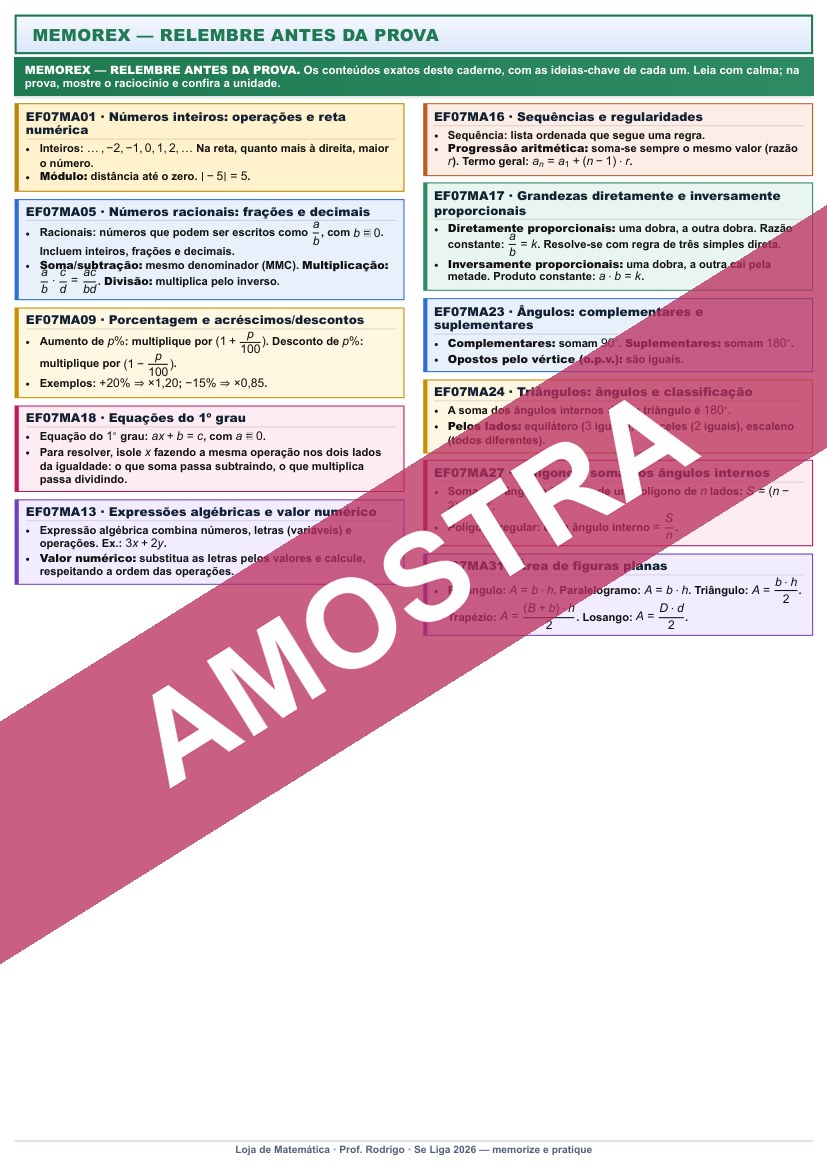 MEMOREX — RELEMBRE ANTES DA PROVA
MEMOREX — RELEMBRE ANTES DA PROVA. Os conteúdos exatos deste caderno, com as ideias-chave de cada um. Leia com calma; na
prova, mostre o raciocínio e confira a unidade.
EF07MA01 · Números inteiros: operações e reta
numérica
• Inteiros: … , −2, −1, 0, 1, 2, … Na reta, quanto mais à direita, maior
o número.
• Módulo: distância até o zero. | − 5| = 5.
EF07MA05 · Números racionais: frações e decimais
• Racionais: números que podem ser escritos como a/b, com b ≡ 0.
Incluem inteiros, frações e decimais.
• Soma/subtração: mesmo denominador (MMC). Multiplicação:
a/b · c/d = ac/bd. Divisão: multiplica pelo inverso.
EF07MA09 · Porcentagem e acréscimos/descontos
• Aumento de p%: multiplique por (1 + p/100). Desconto de p%:
multiplique por (1 − p/100).
• Exemplos: +20% ⇒ ×1,20; −15% ⇒ ×0,85.
EF07MA18 · Equações do 1º grau
• Equação do 1° grau: ax + b = c, com a ≡ 0.
• Para resolver, isole x fazendo a mesma operação nos dois lados
da igualdade: o que soma passa subtraindo, o que multiplica
passa dividindo.
EF07MA13 · Expressões algébricas e valor numérico
• Expressão algébrica combina números, letras (variáveis) e
operações. Ex.: 3x + 2y.
• Valor numérico: substitua as letras pelos valores e calcule,
respeitando a ordem das operações.
EF07MA16 · Sequências e regularidades
• Sequência: lista ordenada que segue uma regra.
• Progressão aritmética: soma-se sempre o mesmo valor (razão
r). Termo geral: aₙ = a₁ + (n − 1) · r.
EF07MA17 · Grandezas diretamente e inversamente
proporcionais
• Diretamente proporcionais: uma dobra, a outra dobra. Razão
constante: a/b = k. Resolve-se com regra de três simples direta.
• Inversamente proporcionais: uma dobra, a outra cai pela
metade. Produto constante: a · b = k.
EF07MA23 · Ângulos: complementares e
suplementares
• Complementares: somam 90°. Suplementares: somam 180°.
• Opostos pelo vértice (o.p.v.): são iguais.
EF07MA24 · Triângulos: ângulos e classificação
• A soma dos ângulos internos triângulo é 180°.
• Pelos lados: equilátero (3 (2 iguais), escaleno
(todos diferentes).
EF07MA27 · soma dos ângulos internos
• Soma de um polígono de n lados: S = (n −
• Polígono regular: ângulo interno = S/n.
Área de figuras planas
• A = b · h. Paralelogramo: A = b · h. Triângulo: A = b · h/2.
Trapézio: A = (B + b) · h/2. Losango: A = D · d/2.
AMOSTRA
Loja de Matemática · Prof. Rodrigo · Se Liga 2026 — memorize e pratique